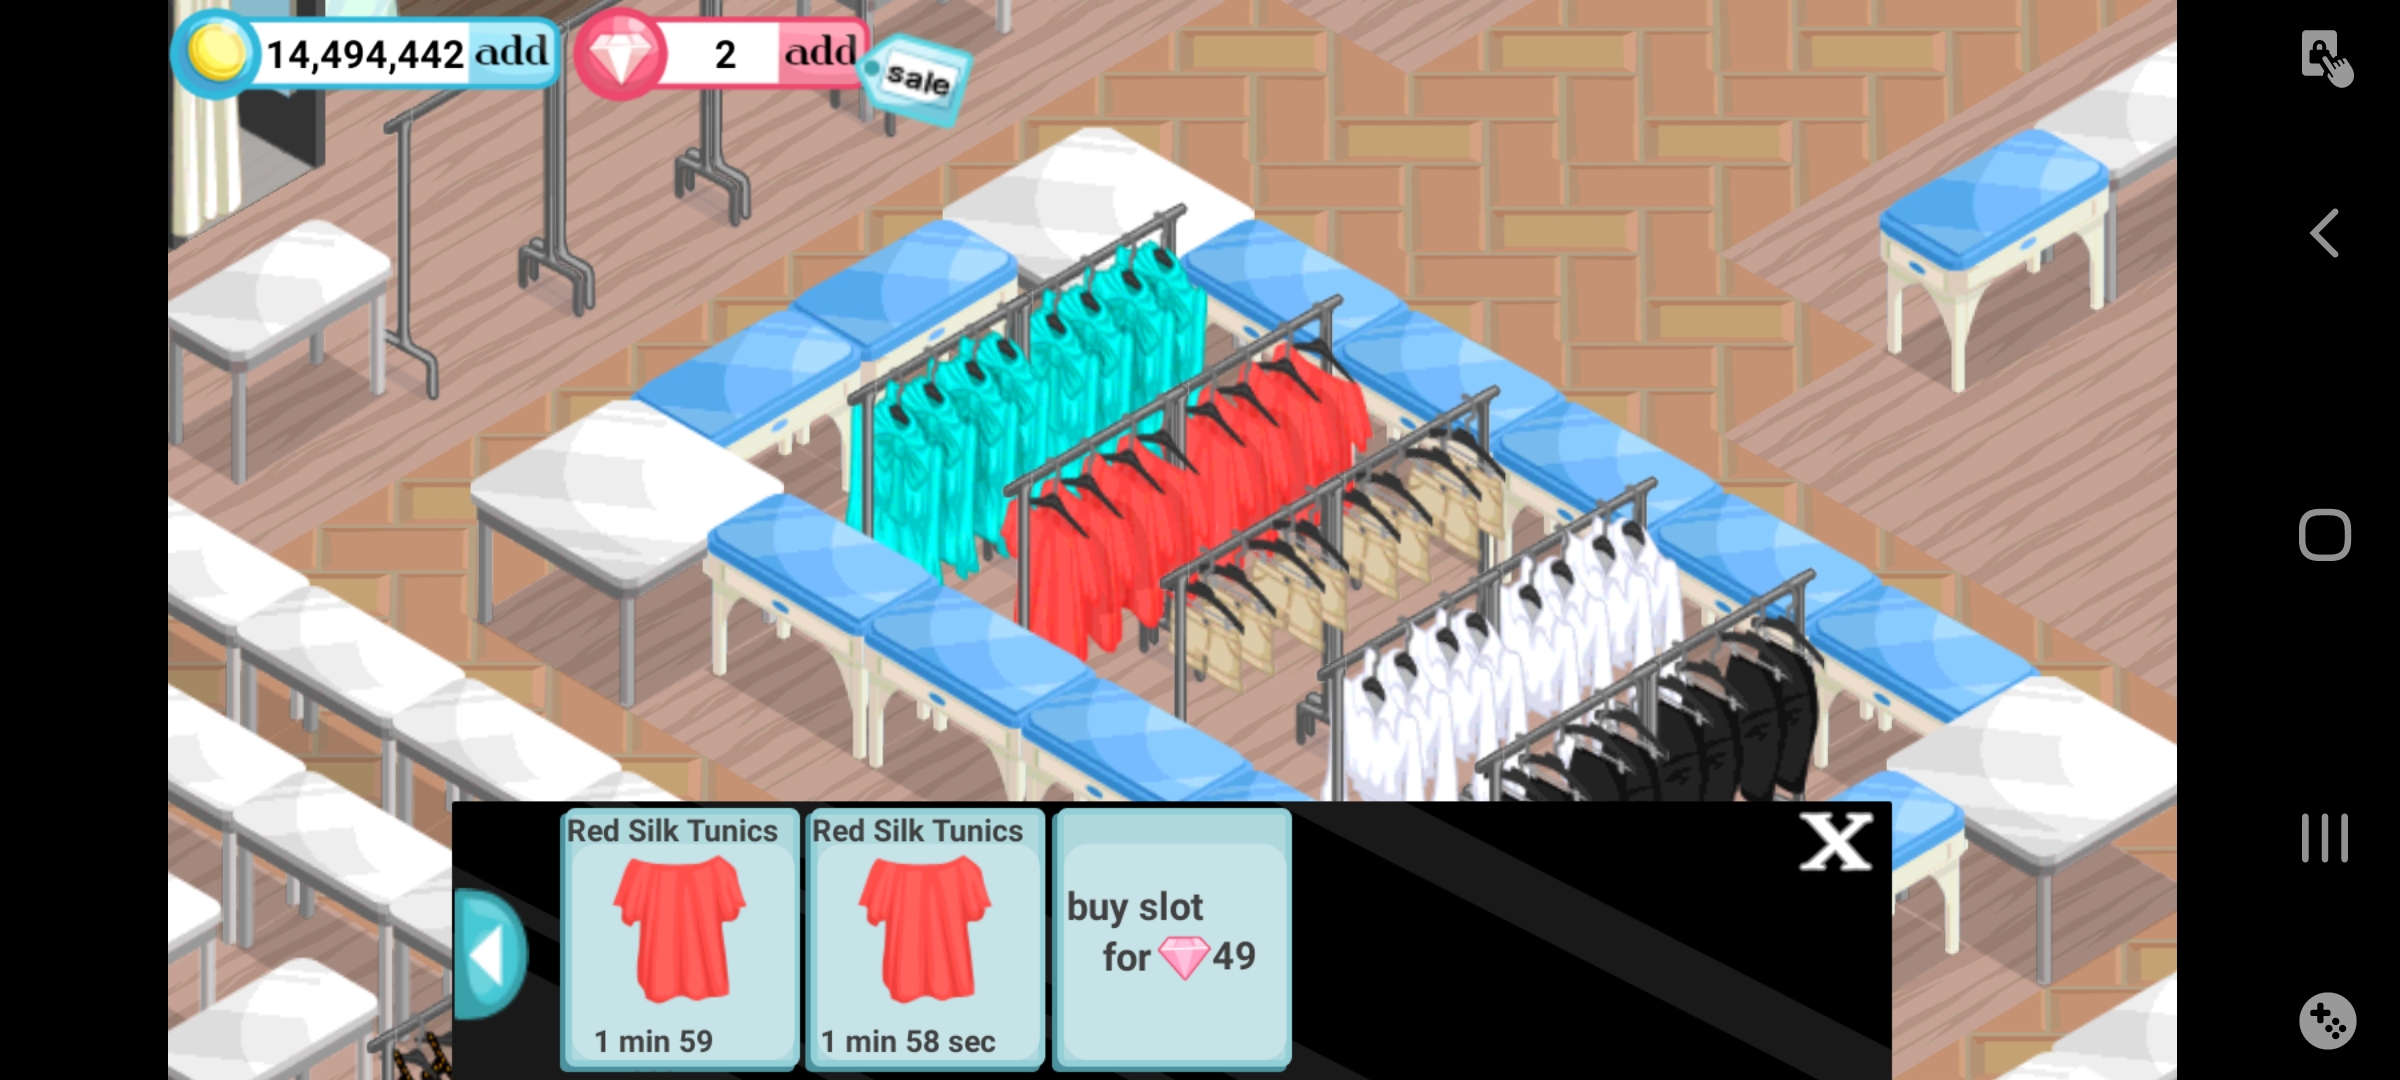 14,494,442 add
2 add
sale
Red Silk Tunics
1 min 59
Red Silk Tunics
1 min 58 sec
buy slot
for 49
X